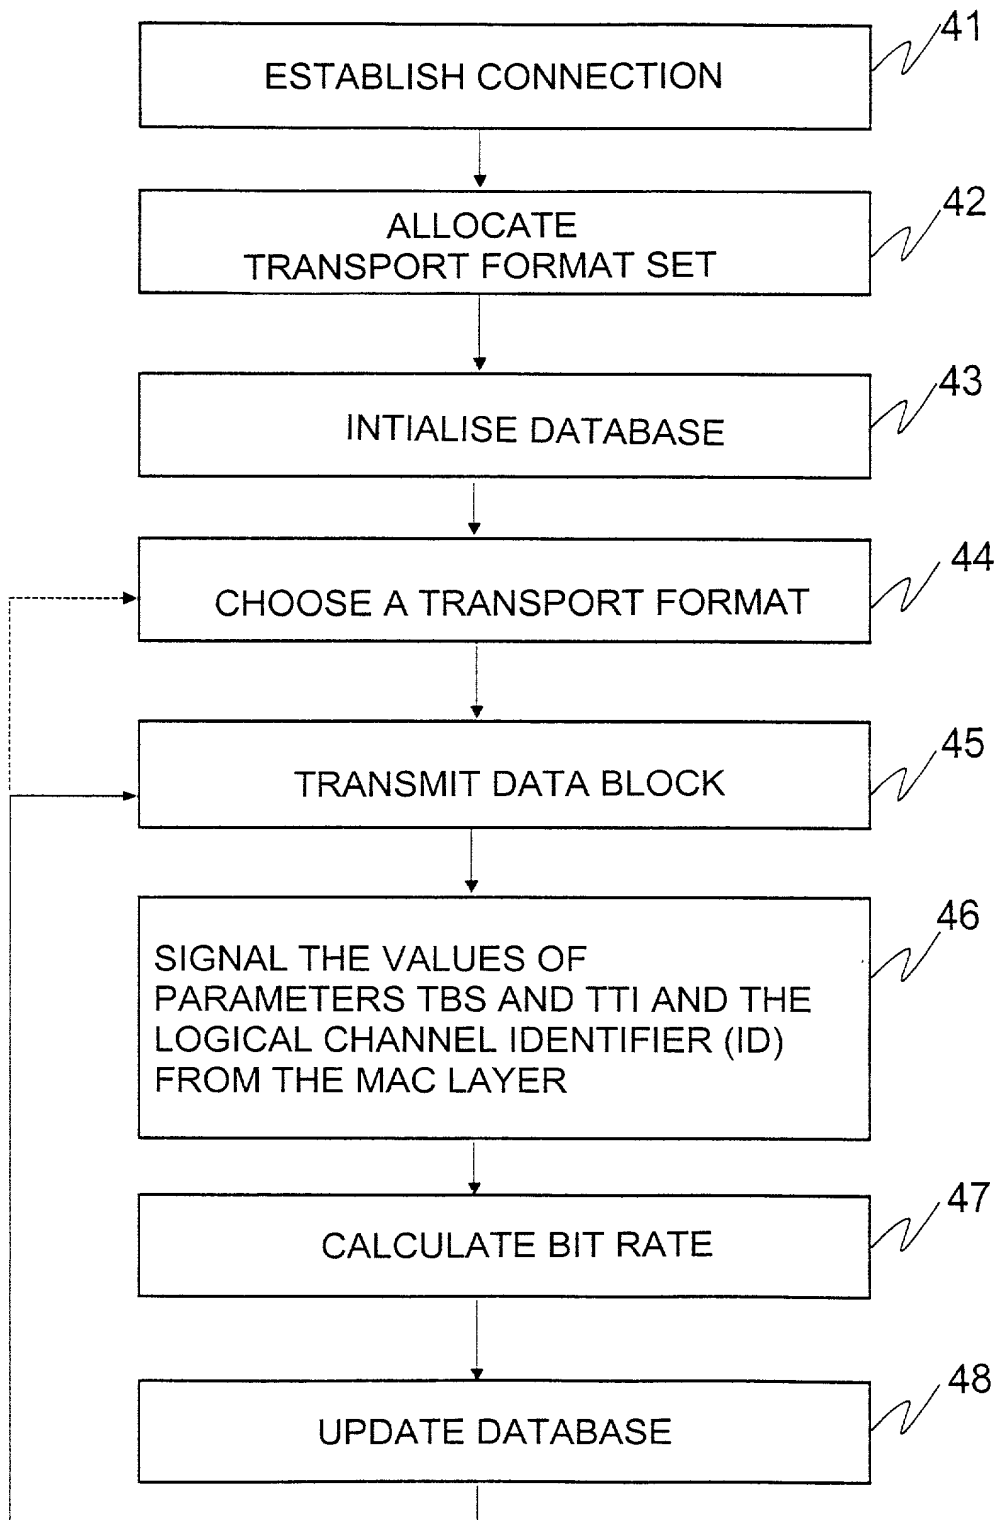 41
ESTABLISH CONNECTION
42
ALLOCATE
TRANSPORT FORMAT SET
43
INTIALISE DATABASE
44
CHOOSE A TRANSPORT FORMAT
45
TRANSMIT DATA BLOCK
46
SIGNAL THE VALUES OF
PARAMETERS TBS AND TTI AND THE
LOGICAL CHANNEL IDENTIFIER (ID)
FROM THE MAC LAYER
47
CALCULATE BIT RATE
48
UPDATE DATABASE